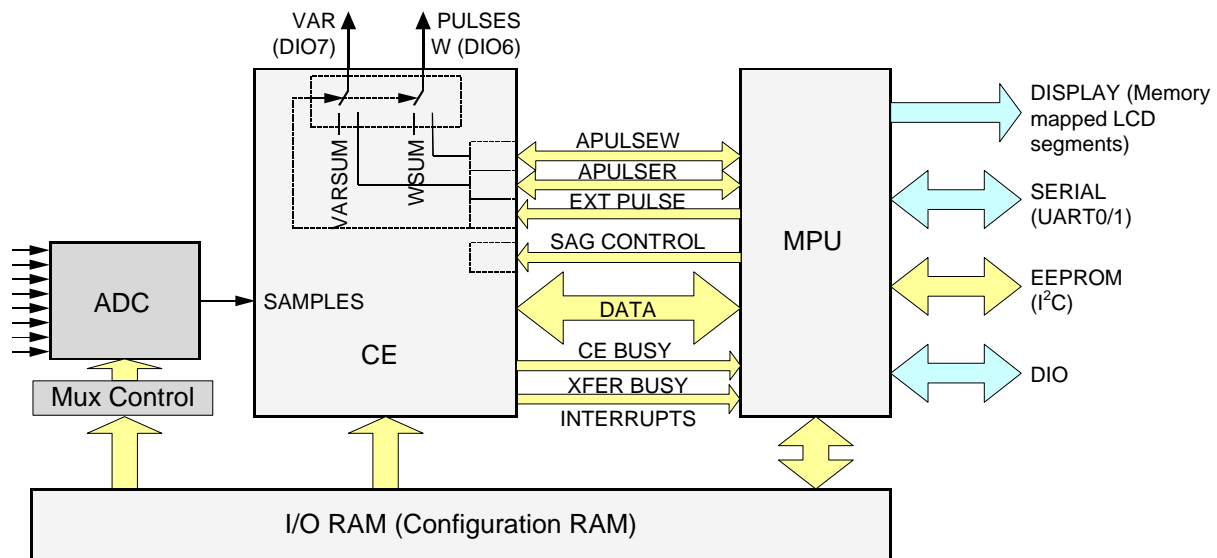 VAR
(DIO7)
PULSES
W (DIO6)
VARSUM
WSUM
APULSEW
APULSER
EXT PULSE
SAG CONTROL
DATA
CE BUSY
XFER BUSY
INTERRUPTS
SAMPLES
CE
ADC
Mux Control
MPU
DISPLAY (Memory
mapped LCD
segments)
SERIAL
(UART0/1)
EEPROM
(I²C)
DIO
I/O RAM (Configuration RAM)